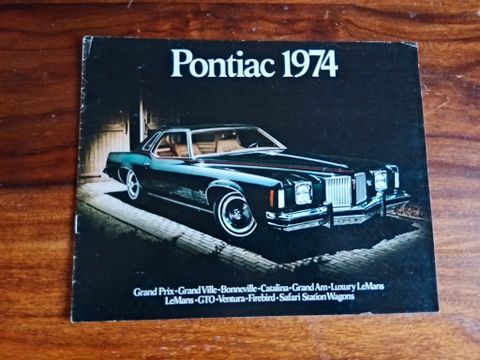 Pontiac 1974
Grand Prix•Grand Ville•Bonneville•Catalina•Grand Am•Luxury LeMans
LeMans•GTO•Ventura•Firebird•Safari Station Wagons